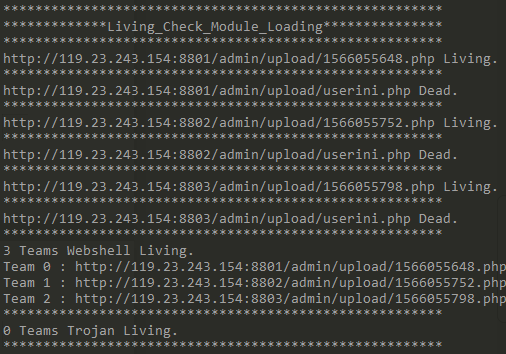 *******************************************************
*************Living_Check_Module_Loading***************
*******************************************************
http://119.23.243.154:8801/admin/upload/1566055648.php Living.
*******************************************************
http://119.23.243.154:8801/admin/upload/userini.php Dead.
*******************************************************
http://119.23.243.154:8802/admin/upload/1566055752.php Living.
*******************************************************
http://119.23.243.154:8802/admin/upload/userini.php Dead.
*******************************************************
http://119.23.243.154:8803/admin/upload/1566055798.php Living.
*******************************************************
http://119.23.243.154:8803/admin/upload/userini.php Dead.
*******************************************************
3 Teams Webshell Living.
Team 0 : http://119.23.243.154:8801/admin/upload/1566055648.php
Team 1 : http://119.23.243.154:8802/admin/upload/1566055752.php
Team 2 : http://119.23.243.154:8803/admin/upload/1566055798.php
*******************************************************
0 Teams Trojan Living.
*******************************************************